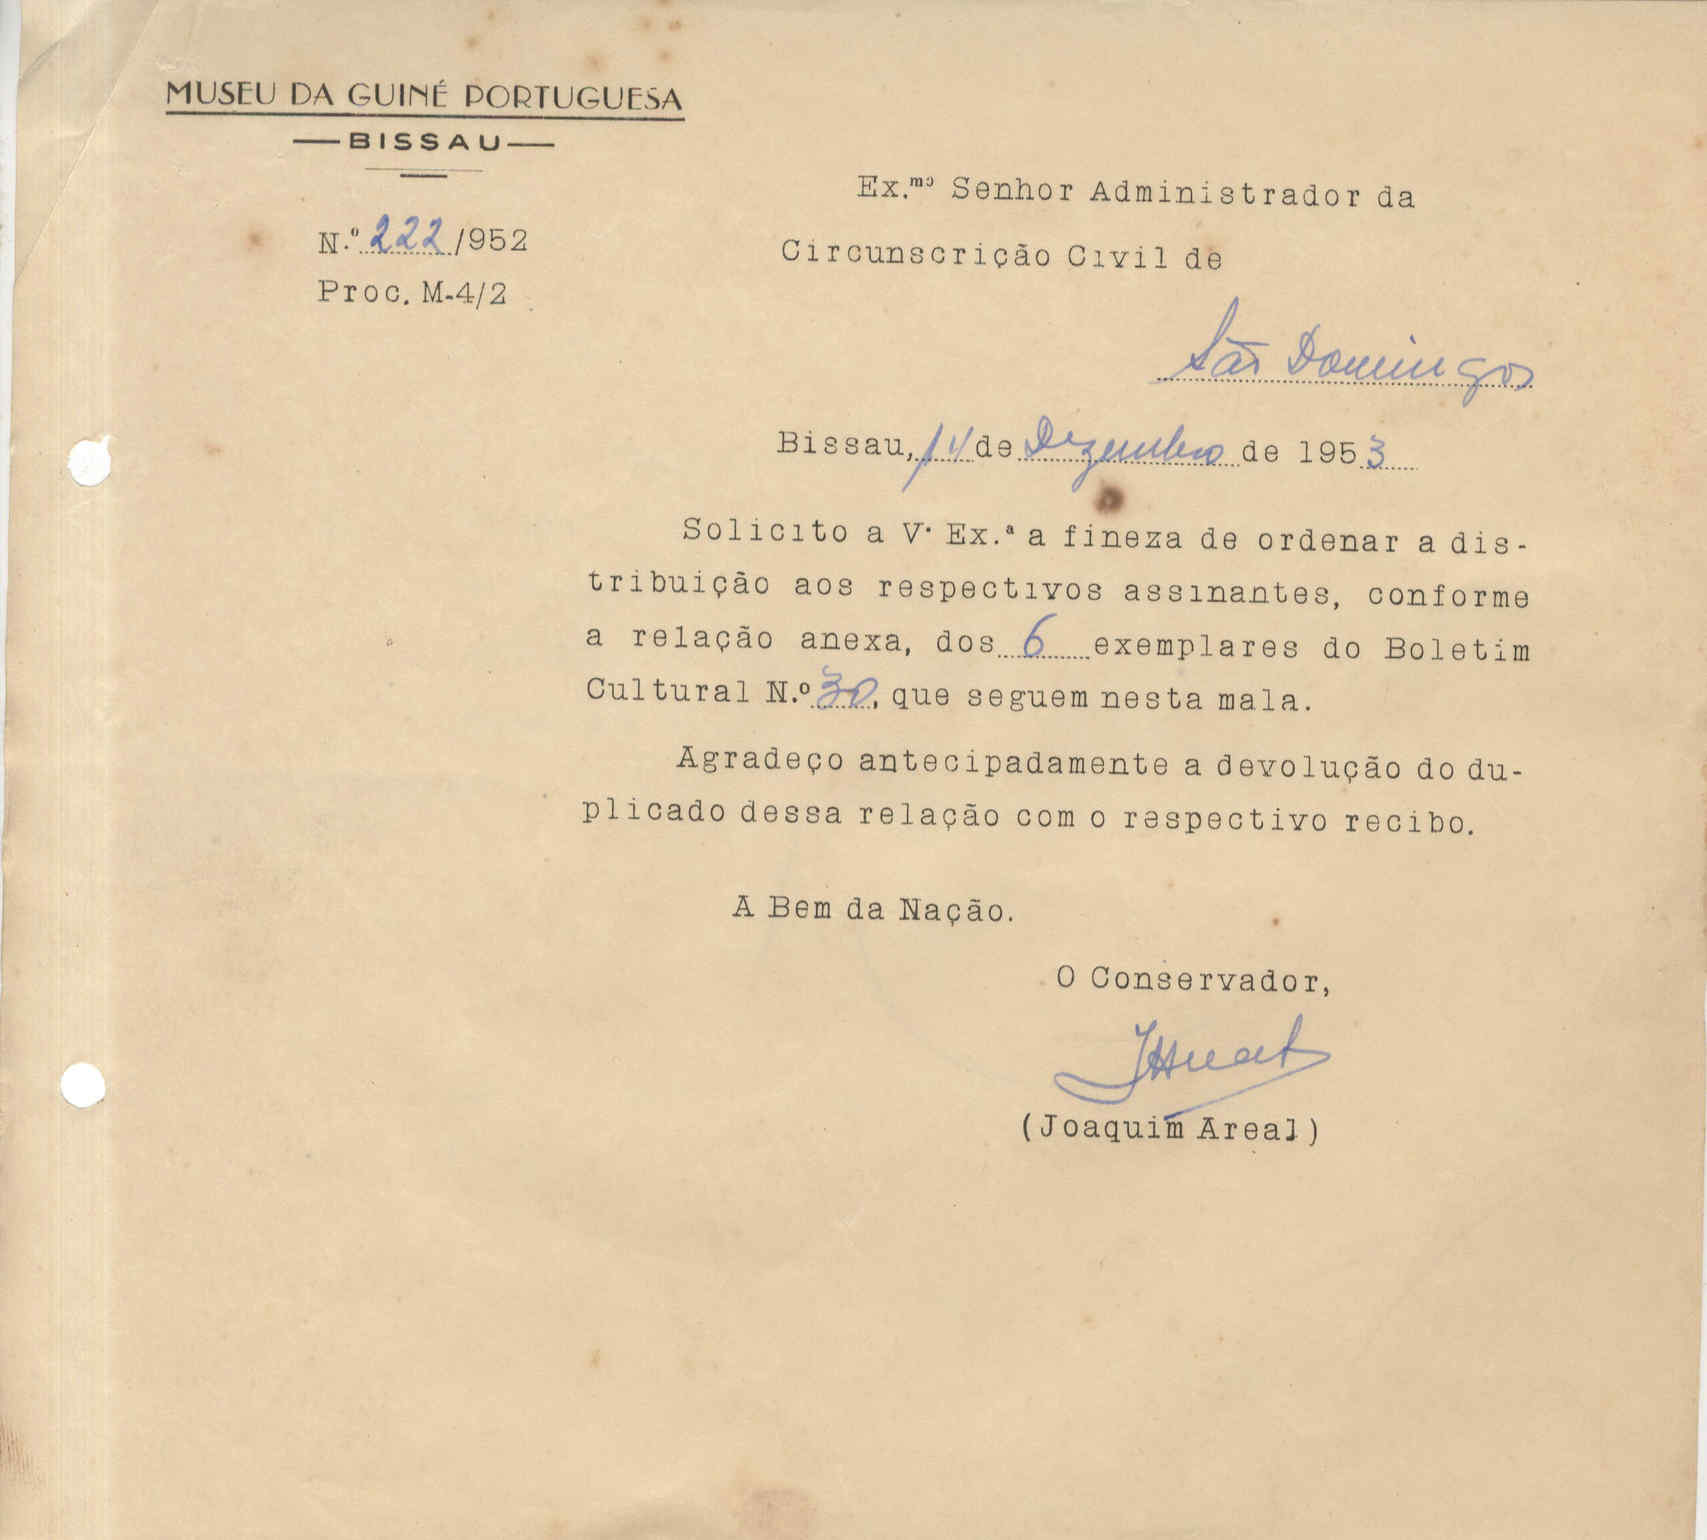 MUSEU DA GUINÉ PORTUGUESA
BISSAU
N.º 222/952
Proc. M-4/2
Ex.mo Senhor Administrador da
Circunscrição Civil de
São Domingos
Bissau, 14 de Dezembro de 1953
Solicito a V. Ex.ª a fineza de ordenar a dis-
tribuição aos respectivos assinantes, conforme
a relação anexa, dos 6 exemplares do Boletim
Cultural N.º 30, que seguem nesta mala.
Agradeço antecipadamente a devolução do du-
plicado dessa relação com o respectivo recibo.
A Bem da Nação.
O Conservador,
(Joaquim Areal)